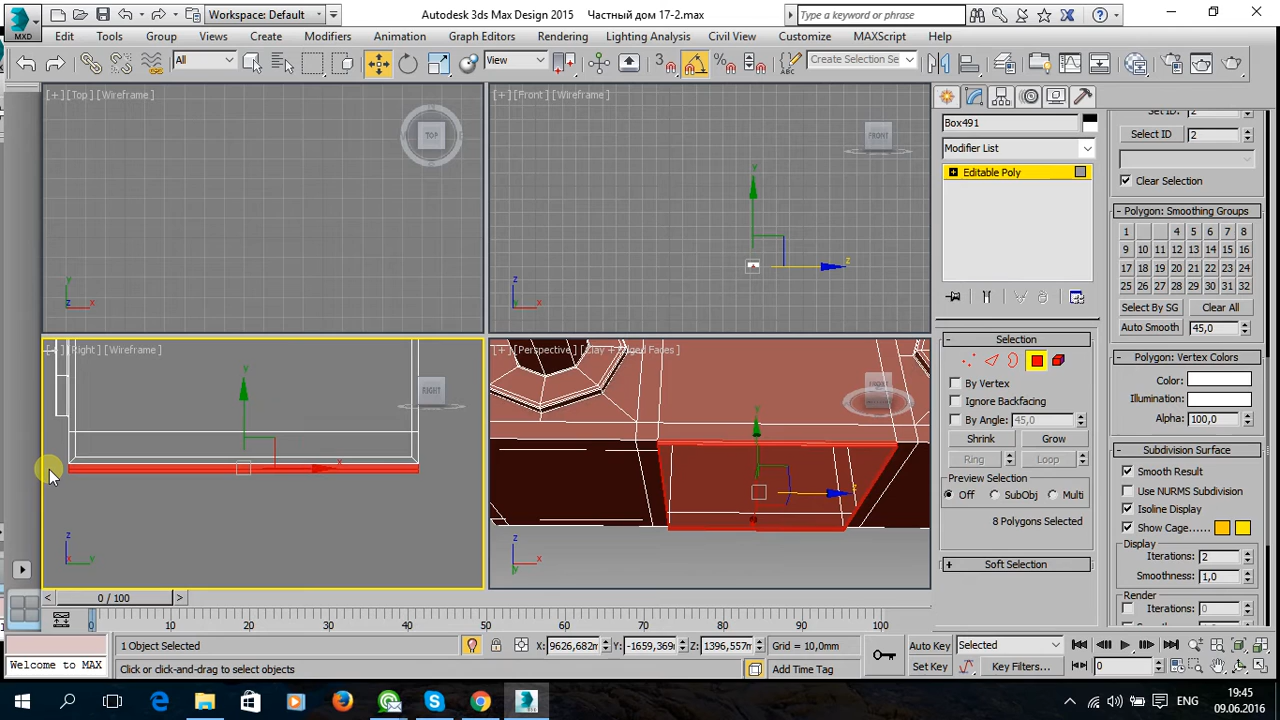 MXD
Workspace: Default
Autodesk 3ds Max Design 2015
Частный дом 17-2.max
Type a keyword or phrase
Edit Tools Group Views Create Modifiers Animation Graph Editors Rendering Lighting Analysis Civil View Customize MAXScript Help
All
View
3
Create Selection Se
[+] [Top] [Wireframe]
TOP
[+] [Front] [Wireframe]
FRONT
y
z
[+] [Right] [Wireframe]
RIGHT
[+] [Perspective] [Clay + Edged Faces]
FRONT
Box491
Modifier List
Editable Poly
Selection
By Vertex
Ignore Backfacing
By Angle: 45,0
Shrink Grow
Ring Loop
Preview Selection
Off SubObj Multi
8 Polygons Selected
Soft Selection
Set ID: 2
Select ID 2
Clear Selection
Polygon: Smoothing Groups
1 4 5 6 7 8
9 10 11 12 13 14 15 16
17 18 19 20 21 22 23 24
25 26 27 28 29 30 31 32
Select By SG Clear All
Auto Smooth 45,0
Polygon: Vertex Colors
Color:
Illumination:
Alpha: 100,0
Subdivision Surface
Smooth Result
Use NURMS Subdivision
Isoline Display
Show Cage......
Display
Iterations: 2
Smoothness: 1,0
Render
Iterations: 0
0 / 100
0 10 20 30 40 50 60 70 80 90 100
1 Object Selected
X: 9626,682m Y: -1659,369m Z: 1396,557m Grid = 10,0mm
Auto Key Selected
Welcome to MAX
Click or click-and-drag to select objects
Add Time Tag
Set Key Key Filters... 0
ENG
19:45
09.06.2016